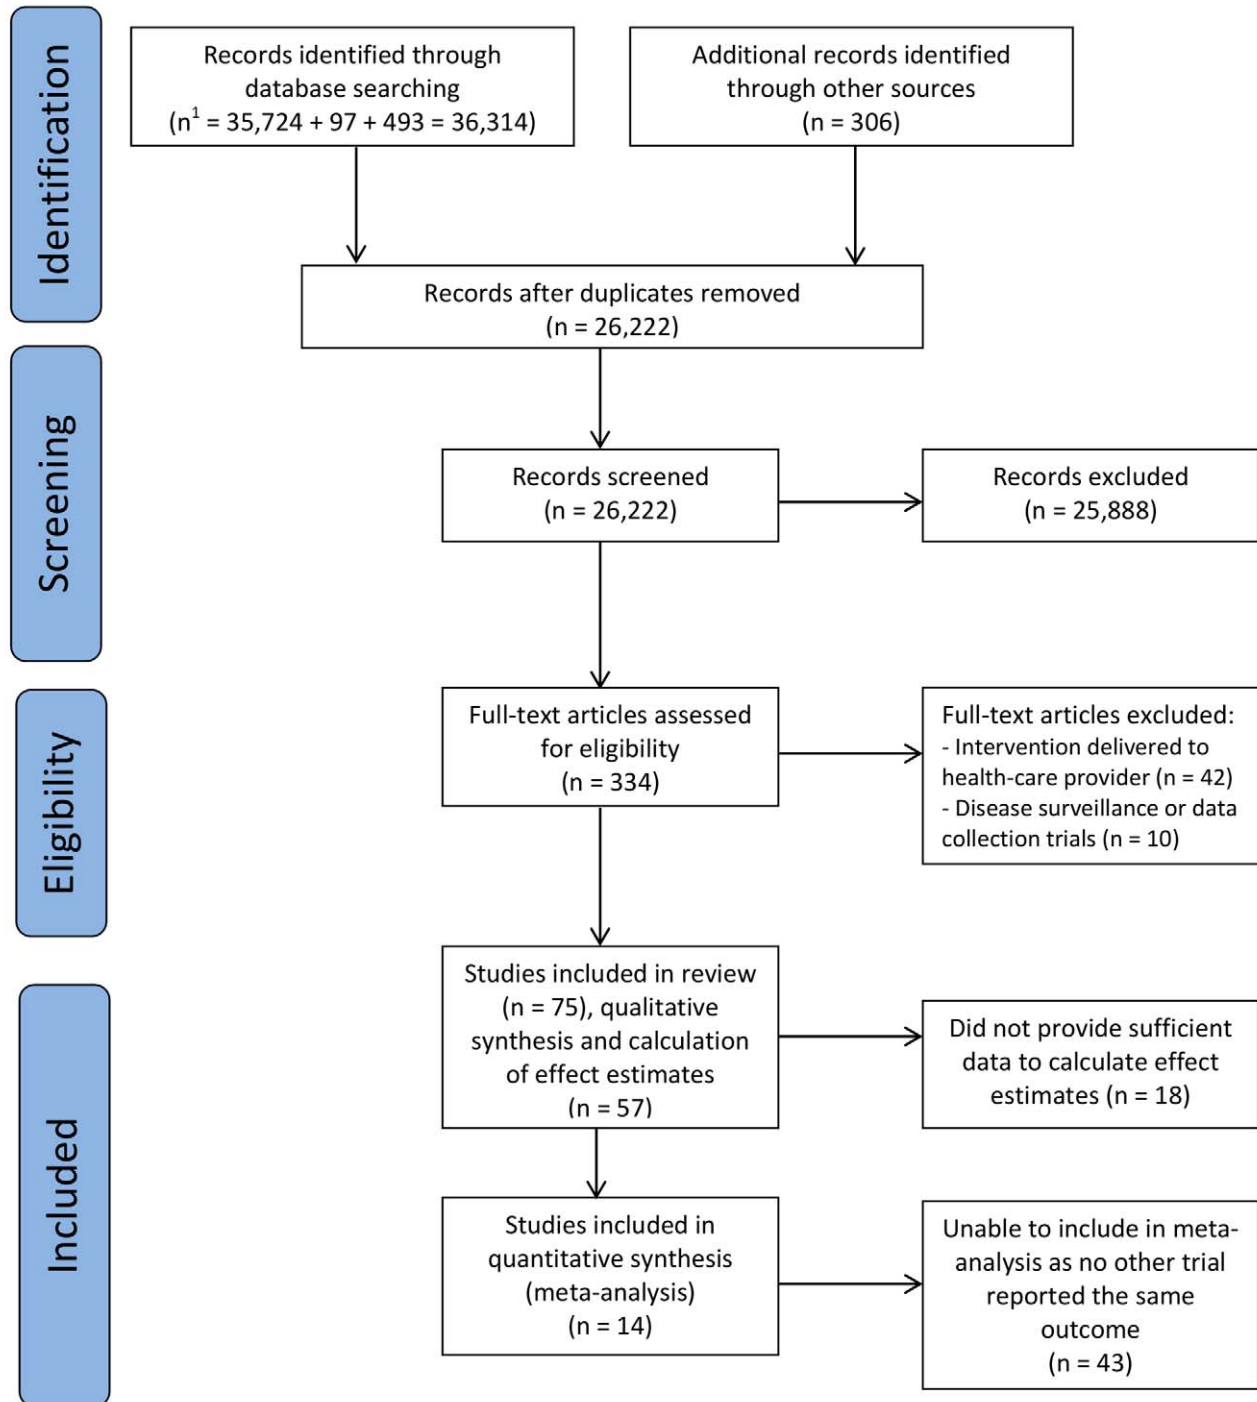 Identification
Records identified through
database searching
(n¹ = 35,724 + 97 + 493 = 36,314)
Additional records identified
through other sources
(n = 306)
Records after duplicates removed
(n = 26,222)
Screening
Records screened
(n = 26,222)
Records excluded
(n = 25,888)
Eligibility
Full-text articles assessed
for eligibility
(n = 334)
Full-text articles excluded:
- Intervention delivered to
health-care provider (n = 42)
- Disease surveillance or data
collection trials (n = 10)
Included
Studies included in review
(n = 75), qualitative
synthesis and calculation
of effect estimates
(n = 57)
Did not provide sufficient
data to calculate effect
estimates (n = 18)
Studies included in
quantitative synthesis
(meta-analysis)
(n = 14)
Unable to include in meta-
analysis as no other trial
reported the same
outcome
(n = 43)